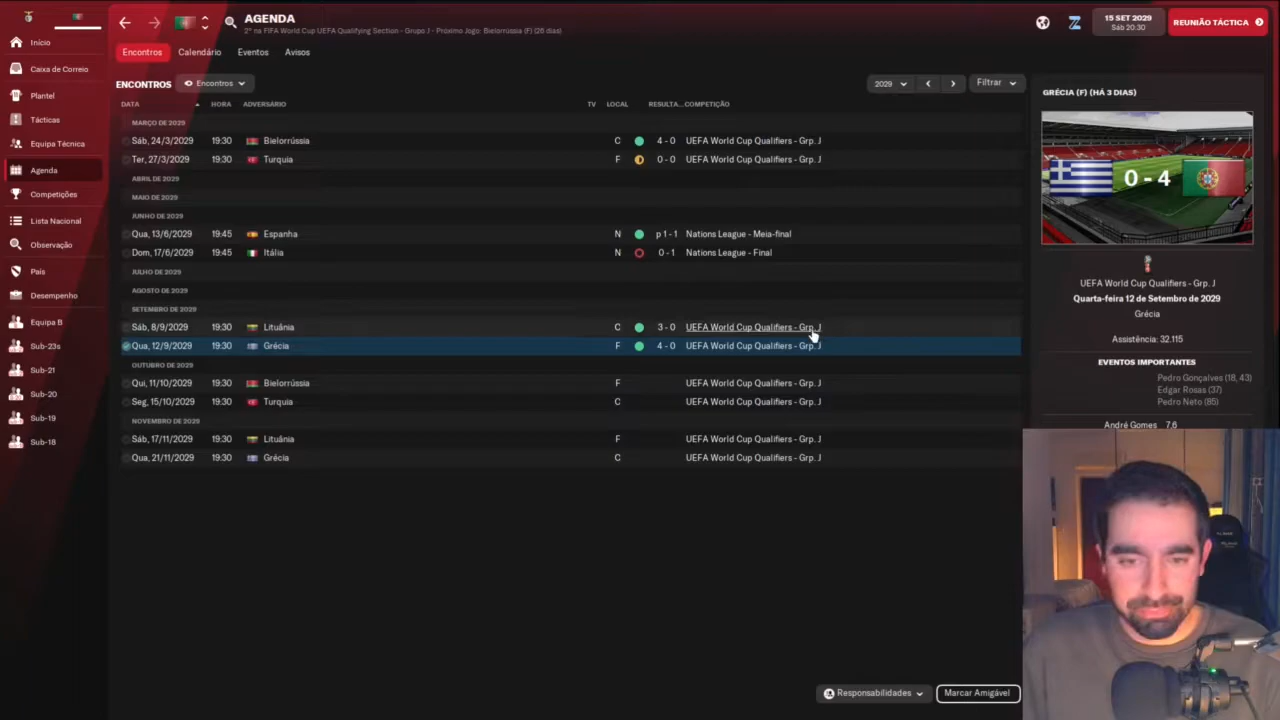 AGENDA
2º na FIFA World Cup UEFA Qualifying Section - Grupo J - Próximo Jogo: Bielorrússia (F) (26 dias)
15 SET 2029
Sáb 20:30
REUNIÃO TÁCTICA
Início
Caixa de Correio
Plantel
Tácticas
Equipa Técnica
Agenda
Competições
Lista Nacional
Observação
País
Desempenho
Equipa B
Sub-23s
Sub-21
Sub-20
Sub-19
Sub-18
Encontros Calendário Eventos Avisos
ENCONTROS Encontros 2029 Filtrar
DATA HORA ADVERSÁRIO TV LOCAL RESULTA... COMPETIÇÃO
MARÇO DE 2029
Sáb, 24/3/2029 19:30 Bielorrússia C 4 - 0 UEFA World Cup Qualifiers - Grp. J
Ter, 27/3/2029 19:30 Turquia F 0 - 0 UEFA World Cup Qualifiers - Grp. J
ABRIL DE 2029
MAIO DE 2029
JUNHO DE 2029
Qua, 13/6/2029 19:45 Espanha N p 1 - 1 Nations League - Meia-final
Dom, 17/6/2029 19:45 Itália N 0 - 1 Nations League - Final
JULHO DE 2029
AGOSTO DE 2029
SETEMBRO DE 2029
Sáb, 8/9/2029 19:30 Lituânia C 3 - 0 UEFA World Cup Qualifiers - Grp. J
Qua, 12/9/2029 19:30 Grécia F 4 - 0 UEFA World Cup Qualifiers - Grp. J
OUTUBRO DE 2029
Qui, 11/10/2029 19:30 Bielorrússia F UEFA World Cup Qualifiers - Grp. J
Seg, 15/10/2029 19:30 Turquia C UEFA World Cup Qualifiers - Grp. J
NOVEMBRO DE 2029
Sáb, 17/11/2029 19:30 Lituânia F UEFA World Cup Qualifiers - Grp. J
Qua, 21/11/2029 19:30 Grécia C UEFA World Cup Qualifiers - Grp. J
Responsabilidades Marcar Amigável
GRÉCIA (F) (HÁ 3 DIAS)
0 - 4
UEFA World Cup Qualifiers - Grp. J
Quarta-feira 12 de Setembro de 2029
Grécia
Assistência: 32.115
EVENTOS IMPORTANTES
Pedro Gonçalves (18, 43)
Edgar Rosas (37)
Pedro Neto (85)
André Gomes 7.6